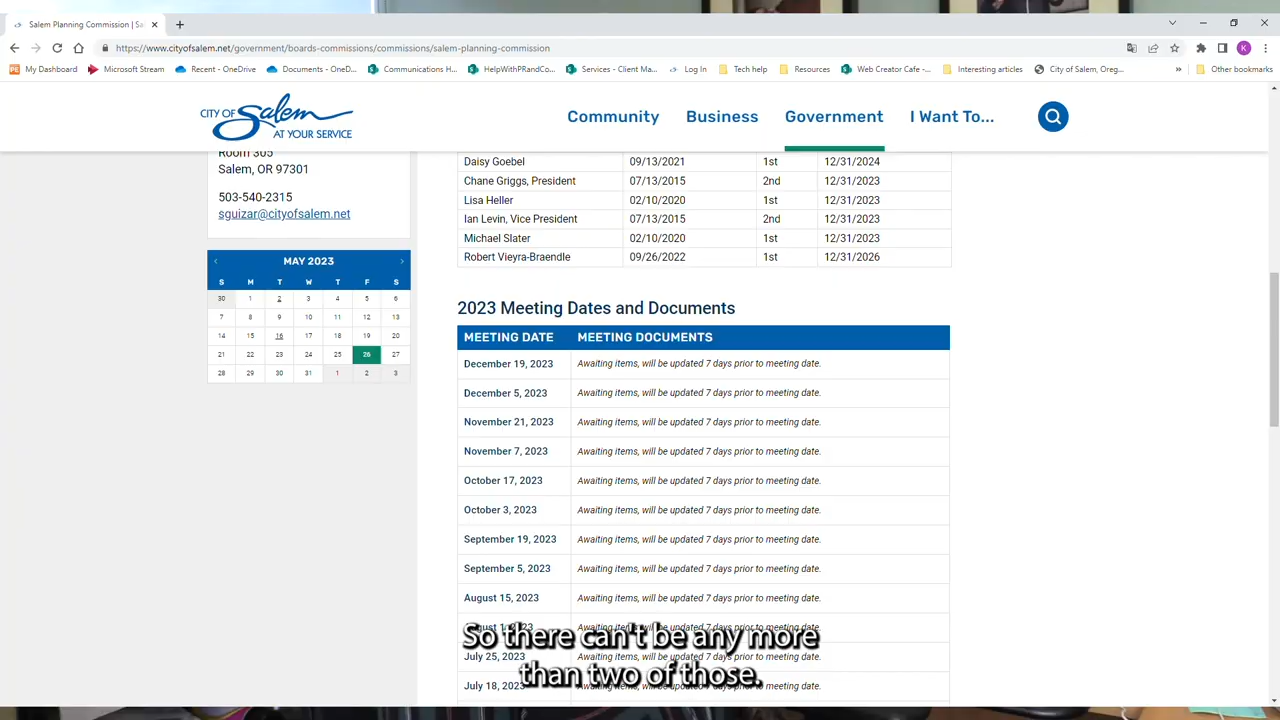 Salem Planning Commission | Sa
https://www.cityofsalem.net/government/boards-commissions/commissions/salem-planning-commission
My Dashboard Microsoft Stream Recent - OneDrive Documents - OneD... Communications H... HelpWithPRandCo... Services - Client Ma... Log In Tech help Resources Web Creator Cafe -... Interesting articles City of Salem, Oreg... » Other bookmarks
CITY OF Salem AT YOUR SERVICE
Community Business Government I Want To...
Room 305
Salem, OR 97301
503-540-2315
sguizar@cityofsalem.net
MAY 2023
S M T W T F S
30 1 2 3 4 5 6
7 8 9 10 11 12 13
14 15 16 17 18 19 20
21 22 23 24 25 26 27
28 29 30 31 1 2 3
Daisy Goebel 09/13/2021 1st 12/31/2024
Chane Griggs, President 07/13/2015 2nd 12/31/2023
Lisa Heller 02/10/2020 1st 12/31/2023
Ian Levin, Vice President 07/13/2015 2nd 12/31/2023
Michael Slater 02/10/2020 1st 12/31/2023
Robert Vieyra-Braendle 09/26/2022 1st 12/31/2026
2023 Meeting Dates and Documents
MEETING DATE MEETING DOCUMENTS
December 19, 2023 Awaiting items, will be updated 7 days prior to meeting date.
December 5, 2023 Awaiting items, will be updated 7 days prior to meeting date.
November 21, 2023 Awaiting items, will be updated 7 days prior to meeting date.
November 7, 2023 Awaiting items, will be updated 7 days prior to meeting date.
October 17, 2023 Awaiting items, will be updated 7 days prior to meeting date.
October 3, 2023 Awaiting items, will be updated 7 days prior to meeting date.
September 19, 2023 Awaiting items, will be updated 7 days prior to meeting date.
September 5, 2023 Awaiting items, will be updated 7 days prior to meeting date.
August 15, 2023 Awaiting items, will be updated 7 days prior to meeting date.
So there can't be any more
July 25, 2023 Awaiting items, will be updated 7 days prior to meeting date.
than two of those.
July 18, 2023 Awaiting items, will be updated 7 days prior to meeting date.